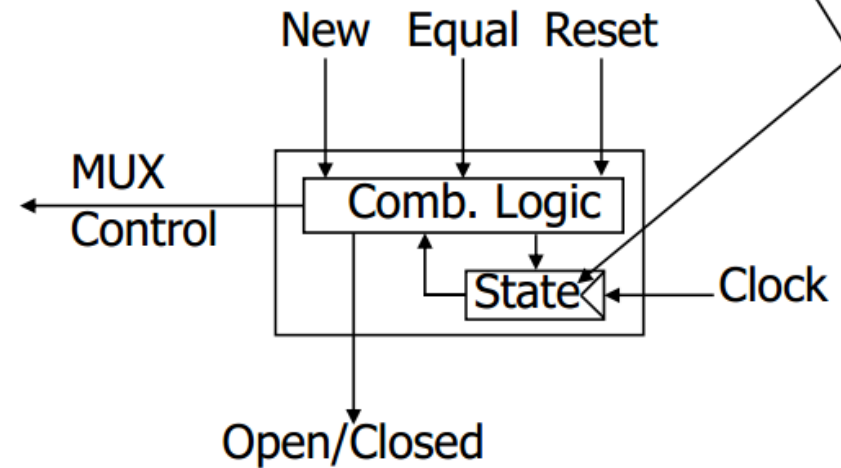 New Equal Reset
MUX
Control
Comb. Logic
State
Clock
Open/Closed